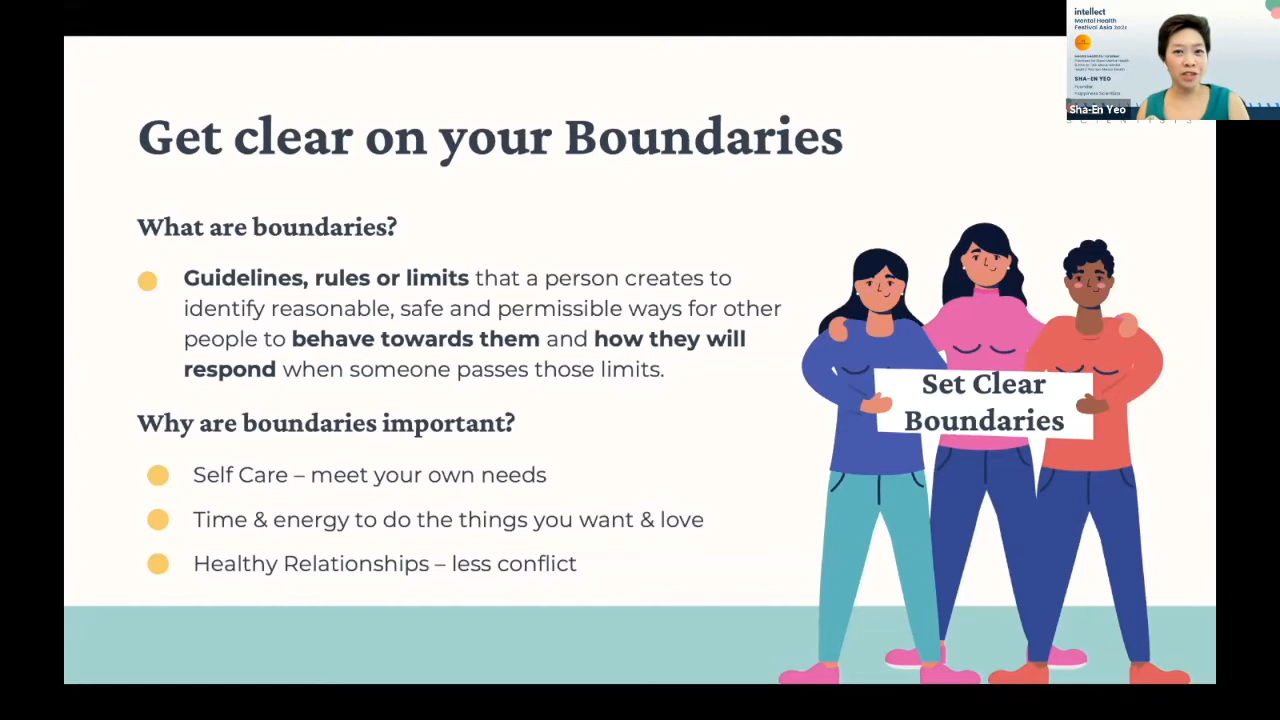 Get clear on your Boundaries
What are boundaries?
Guidelines, rules or limits that a person creates to
identify reasonable, safe and permissible ways for other
people to behave towards them and how they will
respond when someone passes those limits.
Why are boundaries important?
Self Care – meet your own needs
Time & energy to do the things you want & love
Healthy Relationships – less conflict
Set Clear
Boundaries
intellect
Mental Health
Festival Asia
SHA-EN YEO
Founder
Happiness Scientists
Sha-En Yeo